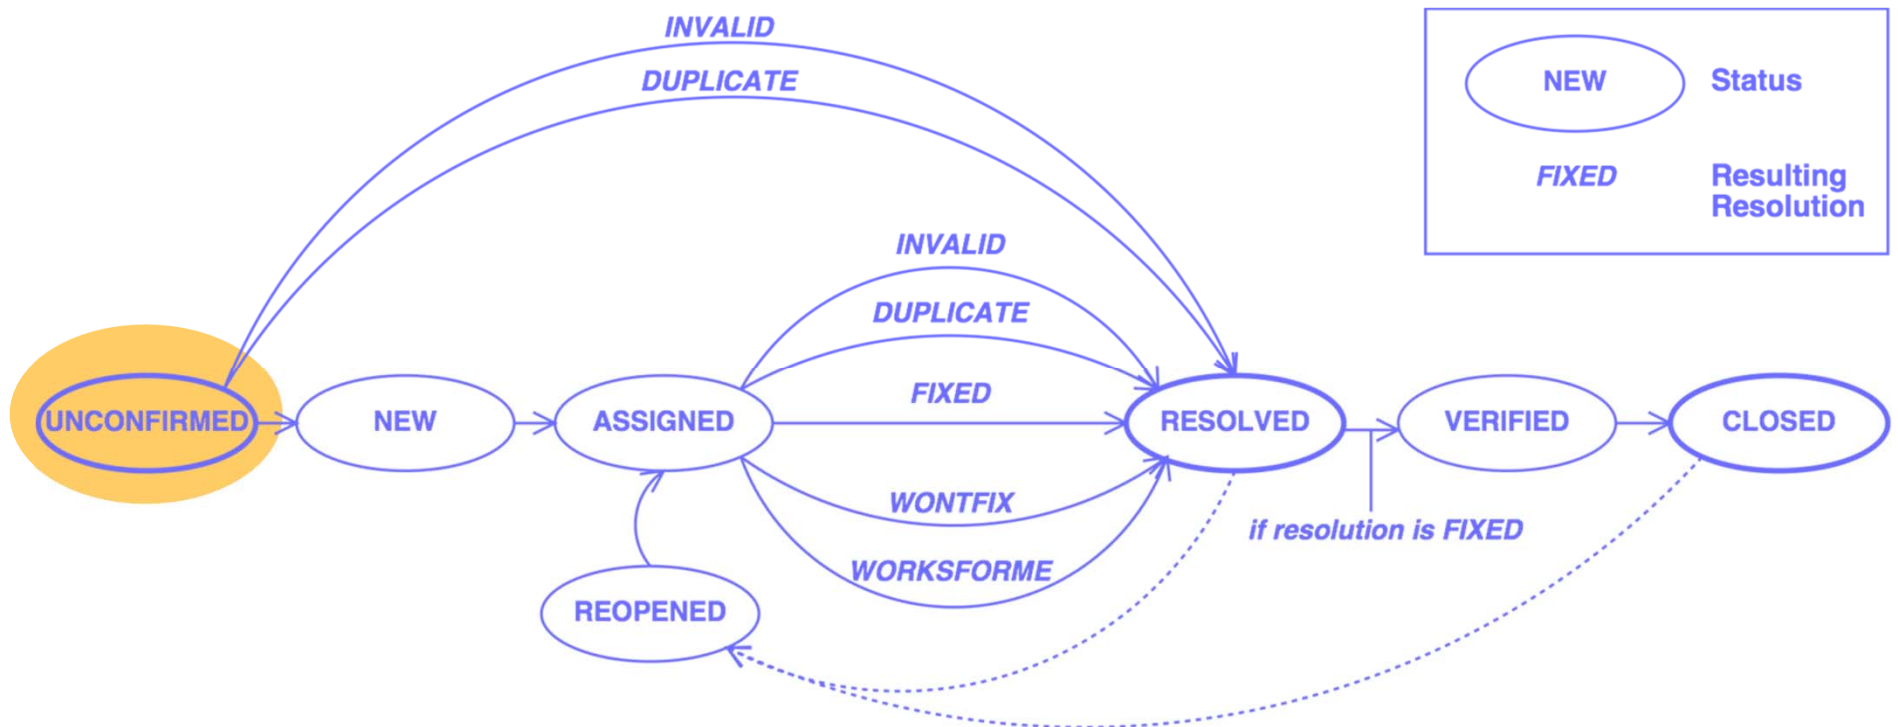 INVALID
DUPLICATE
NEW
Status
FIXED
Resulting
Resolution
INVALID
DUPLICATE
FIXED
UNCONFIRMED
NEW
ASSIGNED
RESOLVED
VERIFIED
CLOSED
WONTFIX
if resolution is FIXED
WORKSFORME
REOPENED